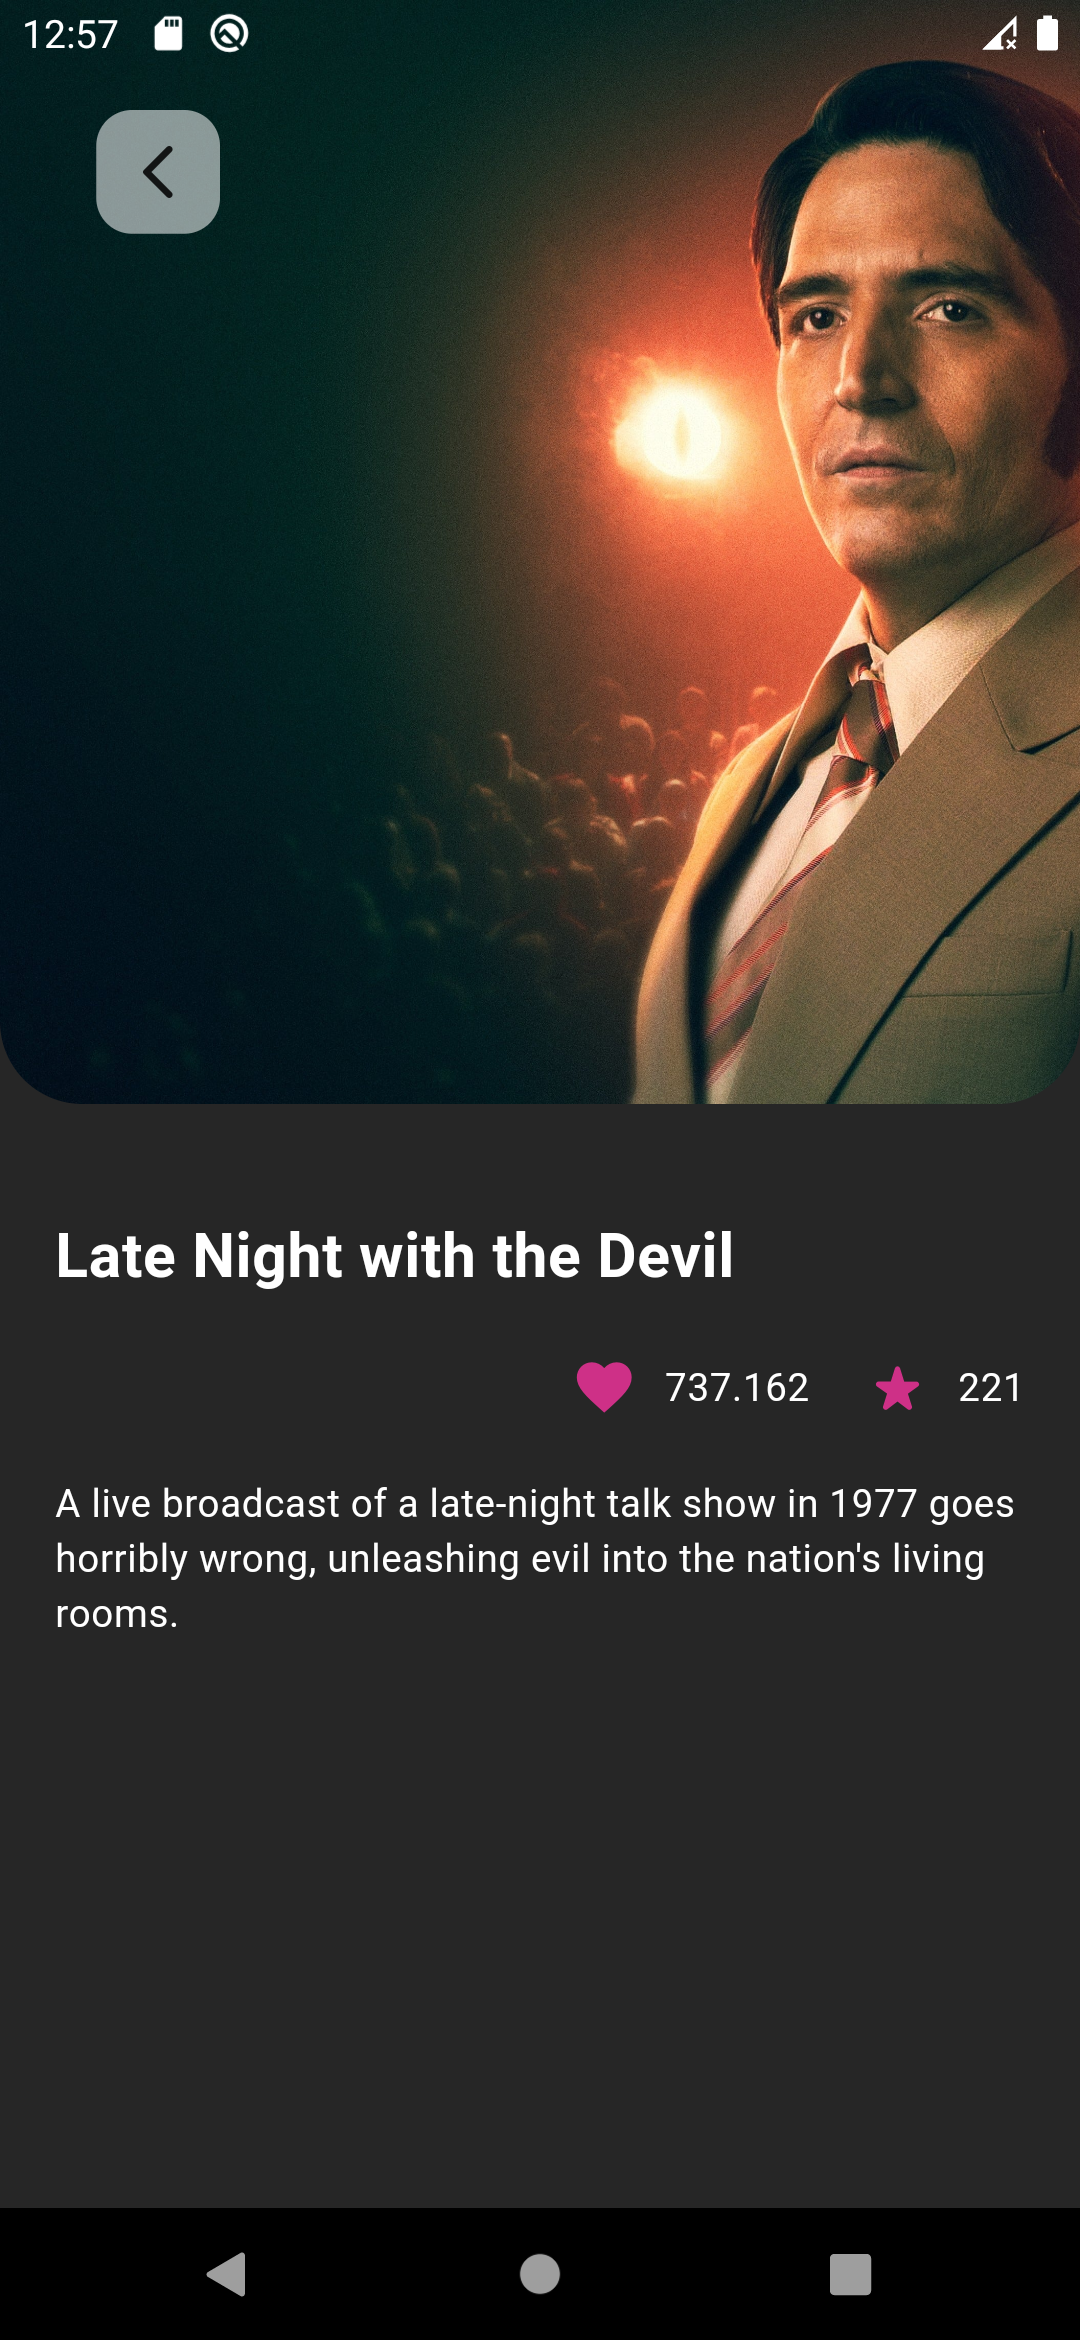 12:57
Late Night with the Devil
737.162
221
A live broadcast of a late-night talk show in 1977 goes
horribly wrong, unleashing evil into the nation's living
rooms.